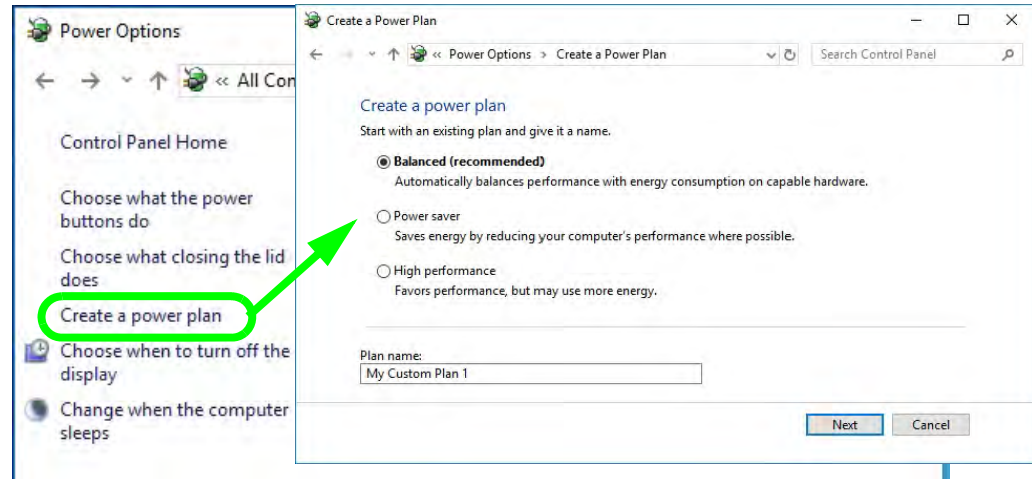 Power Options
« All Con
Control Panel Home
Choose what the power
buttons do
Choose what closing the lid
does
Create a power plan
Choose when to turn off the
display
Change when the computer
sleeps
Create a Power Plan
« Power Options > Create a Power Plan
Search Control Panel
Create a power plan
Start with an existing plan and give it a name.
Balanced (recommended)
Automatically balances performance with energy consumption on capable hardware.
Power saver
Saves energy by reducing your computer's performance where possible.
High performance
Favors performance, but may use more energy.
Plan name:
My Custom Plan 1
Next Cancel